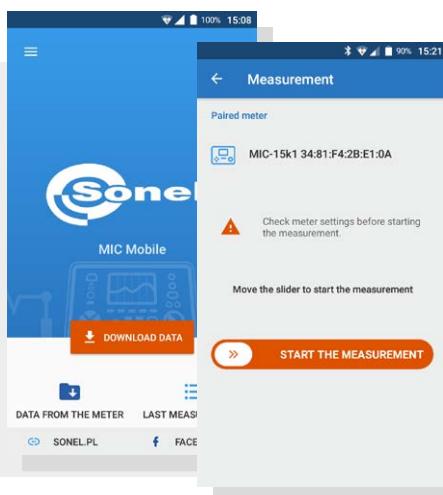 100% 15:08
Sonel
MIC Mobile
DOWNLOAD DATA
DATA FROM THE METER
LAST
SONEL.PL
90% 15:21
Measurement
Paired meter
MIC-15k1 34:81:F4:2B:E1:0A
Check meter settings before starting
the measurement.
Move the slider to start the measurement
START THE MEASUREMENT